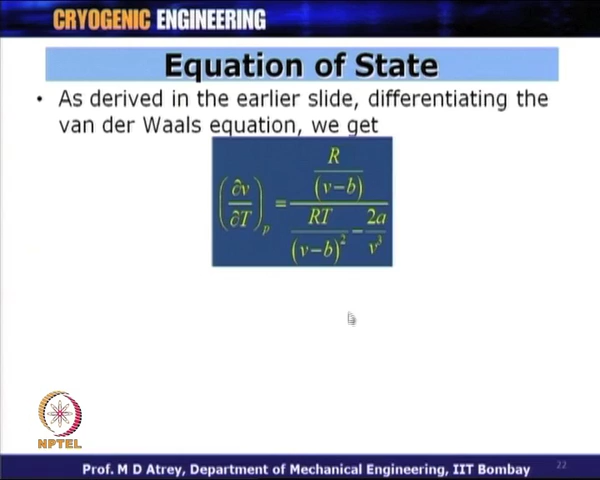 CRYOGENIC ENGINEERING
Equation of State
• As derived in the earlier slide, differentiating the
van der Waals equation, we get
(∂v/∂T)_p = (R/(v−b)) / (RT/(v−b)^2 − 2a/v^3)
NPTEL
Prof. M D Atrey, Department of Mechanical Engineering, IIT Bombay
22